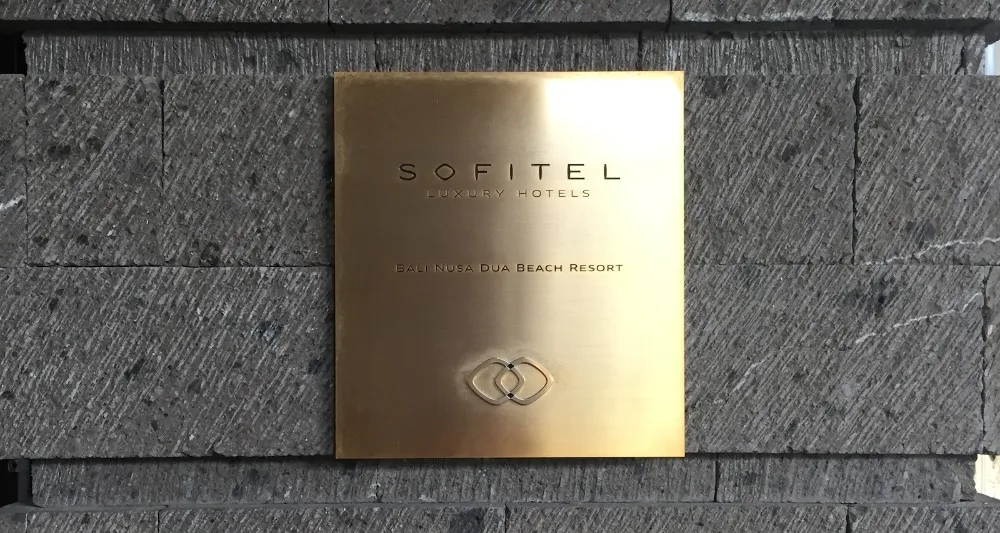 SOFITEL
LUXURY HOTELS
BALI NUSA DUA BEACH RESORT